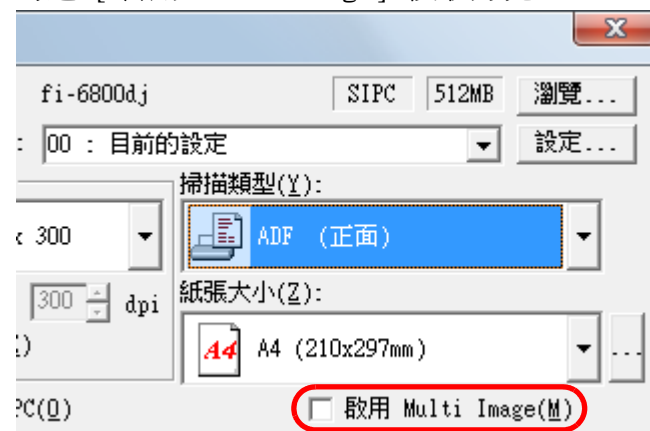 fi-6800dj SIPC 512MB 瀏覽...
: 00 : 目前的設定 設定...
掃描類型(Y):
x 300 ADF (正面)
300 dpi 紙張大小(Z):
A4 A4 (210x297mm) ...
PC(Q) 啟用 Multi Image(M)